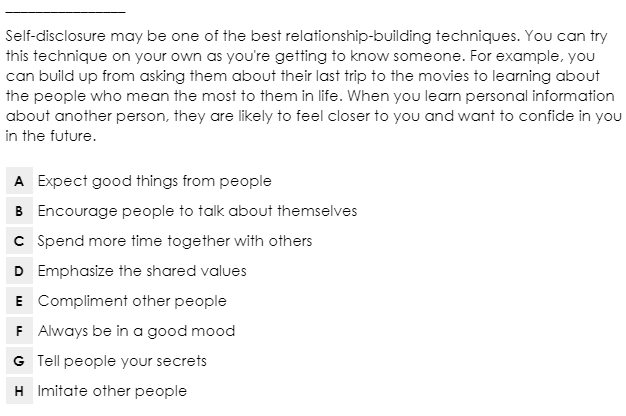 Self-disclosure may be one of the best relationship-building techniques. You can try
this technique on your own as you're getting to know someone. For example, you
can build up from asking them about their last trip to the movies to learning about
the people who mean the most to them in life. When you learn personal information
about another person, they are likely to feel closer to you and want to confide in you
in the future.
A Expect good things from people
B Encourage people to talk about themselves
C Spend more time together with others
D Emphasize the shared values
E Compliment other people
F Always be in a good mood
G Tell people your secrets
H Imitate other people